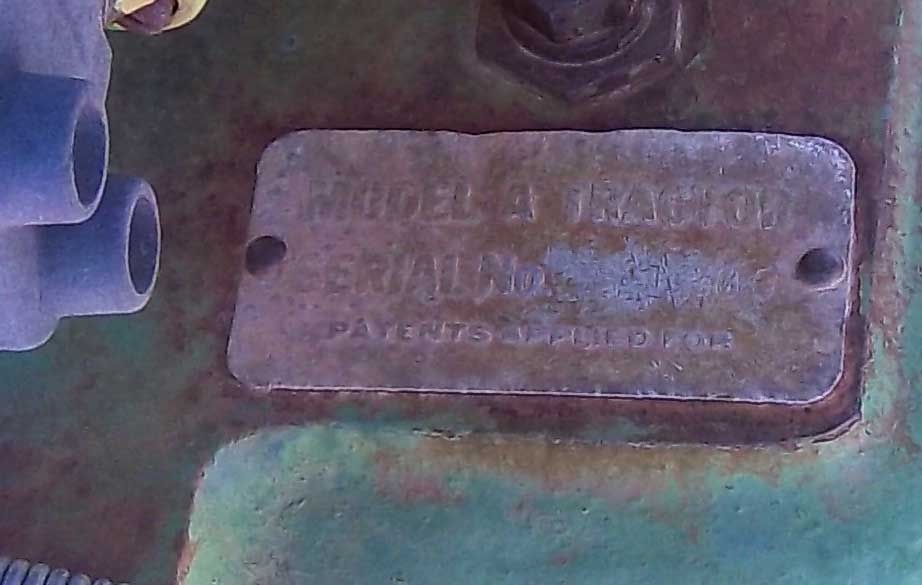 MODEL A TRACTOR
SERIAL No.
PATENTS APPLIED FOR